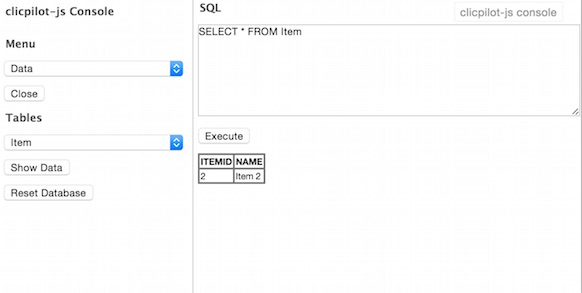 clicpilot-js Console
Menu
Data
Close
Tables
Item
Show Data
Reset Database
SQL
clicpilot-js console
SELECT * FROM Item
Execute
ITEMID NAME
2 Item 2